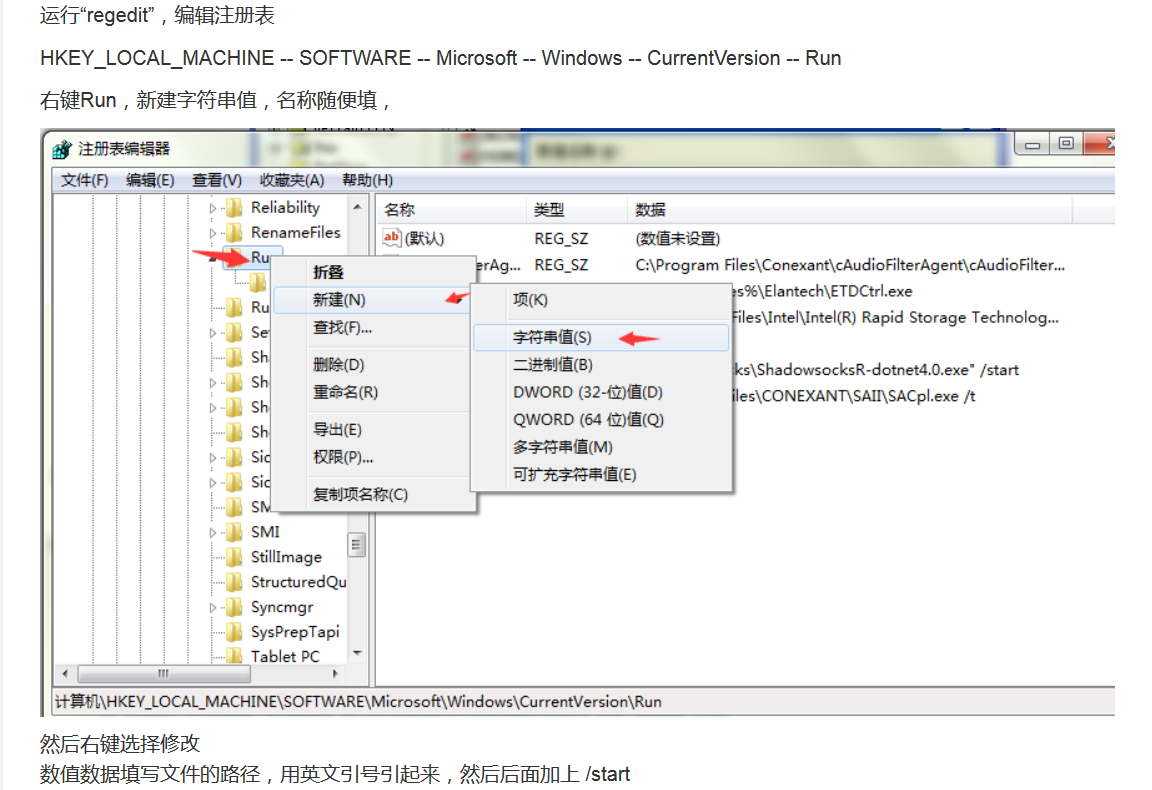 运行“regedit”，编辑注册表
HKEY_LOCAL_MACHINE -- SOFTWARE -- Microsoft -- Windows -- CurrentVersion -- Run
右键Run，新建字符串值，名称随便填，
注册表编辑器
文件(F) 编辑(E) 查看(V) 收藏夹(A) 帮助(H)
Reliability
RenameFiles
Ru
Ru
Se
Sh
Sh
Sh
Sh
Sid
Sid
SM
SMI
StillImage
StructuredQu
Syncmgr
SysPrepTapi
Tablet PC
折叠
新建(N)
查找(F)...
删除(D)
重命名(R)
导出(E)
权限(P)...
复制项名称(C)
项(K)
字符串值(S)
二进制值(B)
DWORD (32-位)值(D)
QWORD (64 位)值(Q)
多字符串值(M)
可扩充字符串值(E)
名称 类型 数据
ab (默认) REG_SZ (数值未设置)
erAg... REG_SZ C:\Program Files\Conexant\cAudioFilterAgent\cAudioFilter...
es%\Elantech\ETDCtrl.exe
Files\Intel\Intel(R) Rapid Storage Technolog...
ks\ShadowsocksR-dotnet4.0.exe" /start
iles\CONEXANT\SAII\SACpl.exe /t
计算机\HKEY_LOCAL_MACHINE\SOFTWARE\Microsoft\Windows\CurrentVersion\Run
然后右键选择修改
数值数据填写文件的路径，用英文引号引起来，然后后面加上 /start